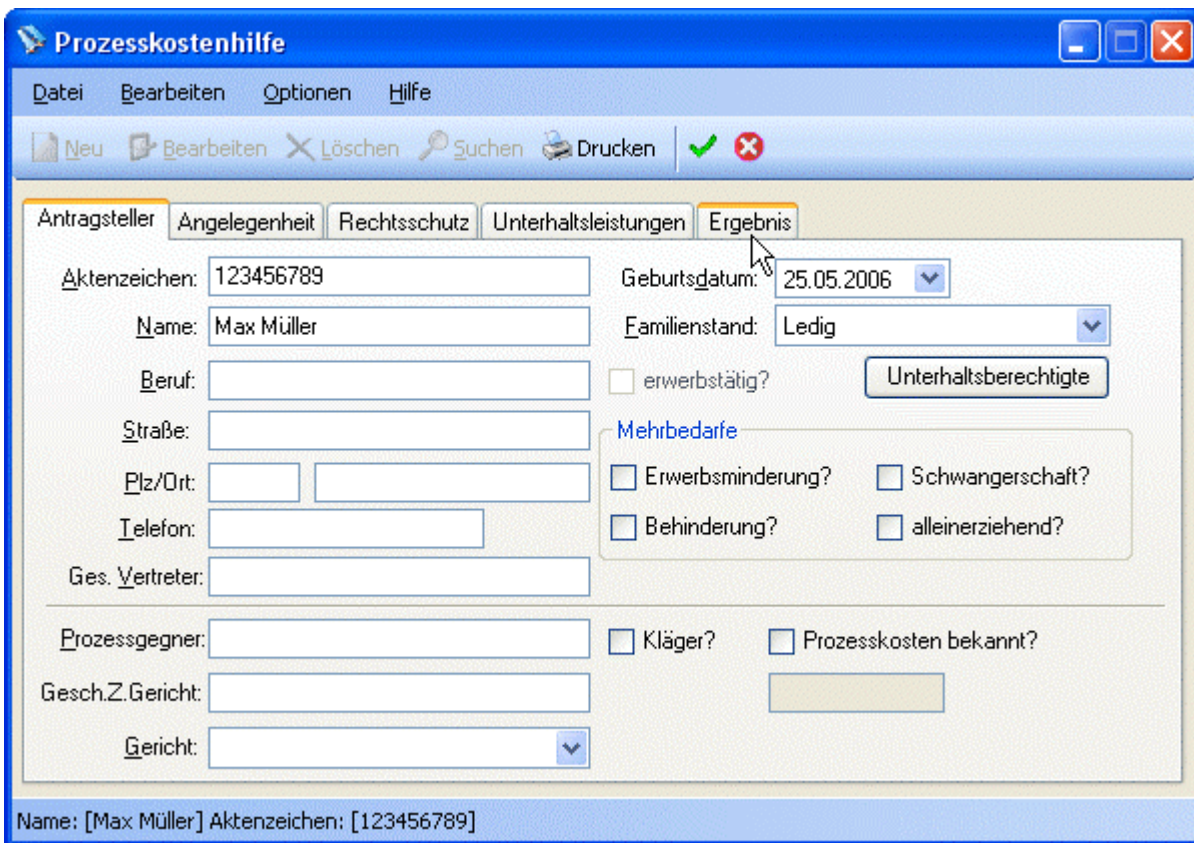 Prozesskostenhilfe
Datei Bearbeiten Optionen Hilfe
Neu Bearbeiten Löschen Suchen Drucken
Antragsteller Angelegenheit Rechtsschutz Unterhaltsleistungen Ergebnis
Aktenzeichen: 123456789 Geburtsdatum: 25.05.2006
Name: Max Müller Familienstand: Ledig
Beruf: erwerbstätig? Unterhaltsberechtigte
Straße: Mehrbedarfe
Plz/Ort: Erwerbsminderung? Schwangerschaft?
Telefon: Behinderung? alleinerziehend?
Ges. Vertreter:
Prozessgegner: Kläger? Prozesskosten bekannt?
Gesch.Z.Gericht:
Gericht:
Name: [Max Müller] Aktenzeichen: [123456789]